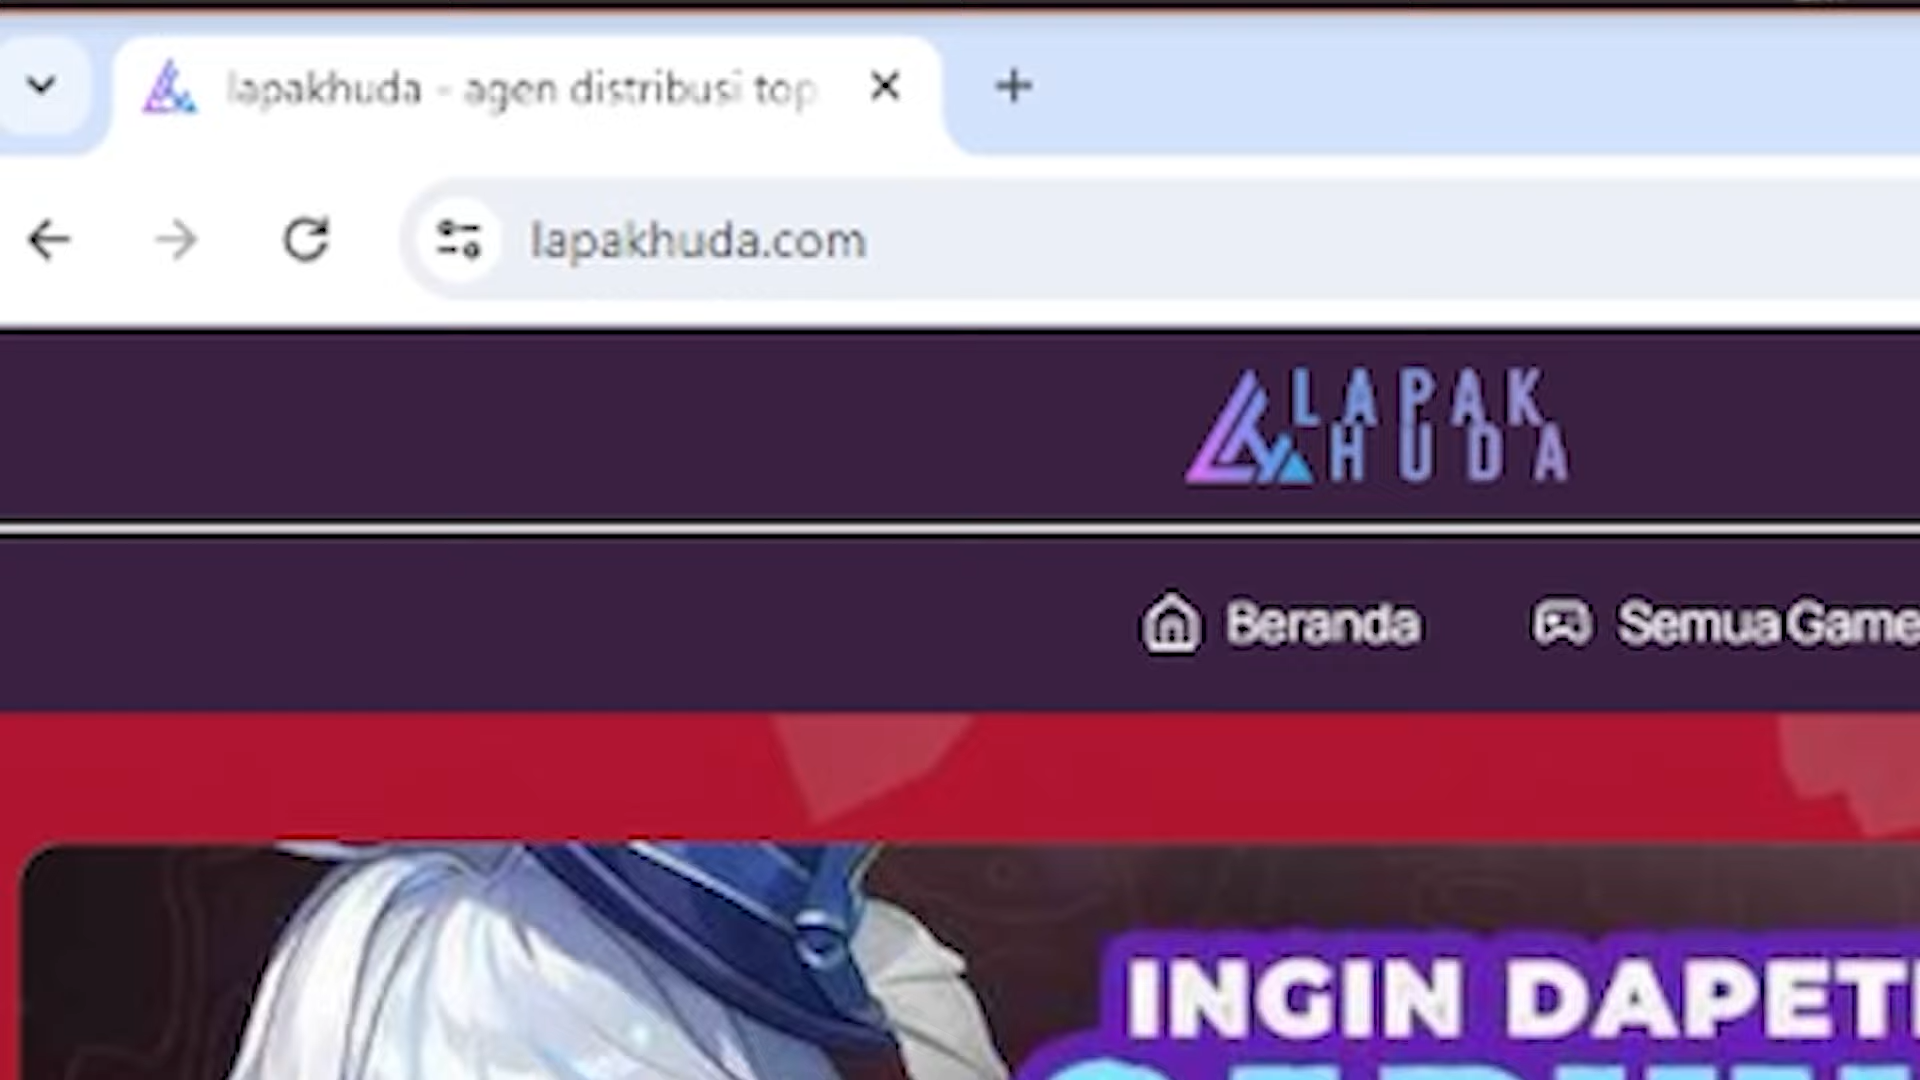 lapakhuda - agen distribusi top
lapakhuda.com
LAPAK
HUDA
Beranda
Semua Game
INGIN DAPET